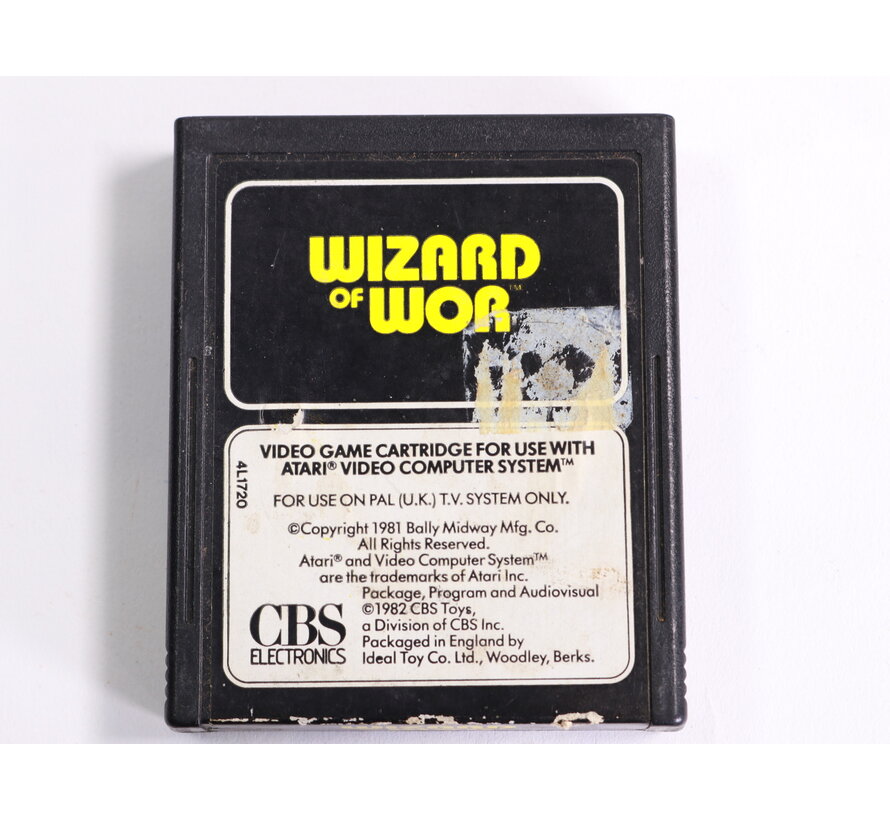 WIZARD
OF WOR™
VIDEO GAME CARTRIDGE FOR USE WITH
ATARI® VIDEO COMPUTER SYSTEM™
4L1720
FOR USE ON PAL (U.K.) T.V. SYSTEM ONLY.
©Copyright 1981 Bally Midway Mfg. Co.
All Rights Reserved.
Atari® and Video Computer System™
are the trademarks of Atari Inc.
Package, Program and Audiovisual
©1982 CBS Toys,
a Division of CBS Inc.
Packaged in England by
Ideal Toy Co. Ltd., Woodley, Berks.
CBS
ELECTRONICS